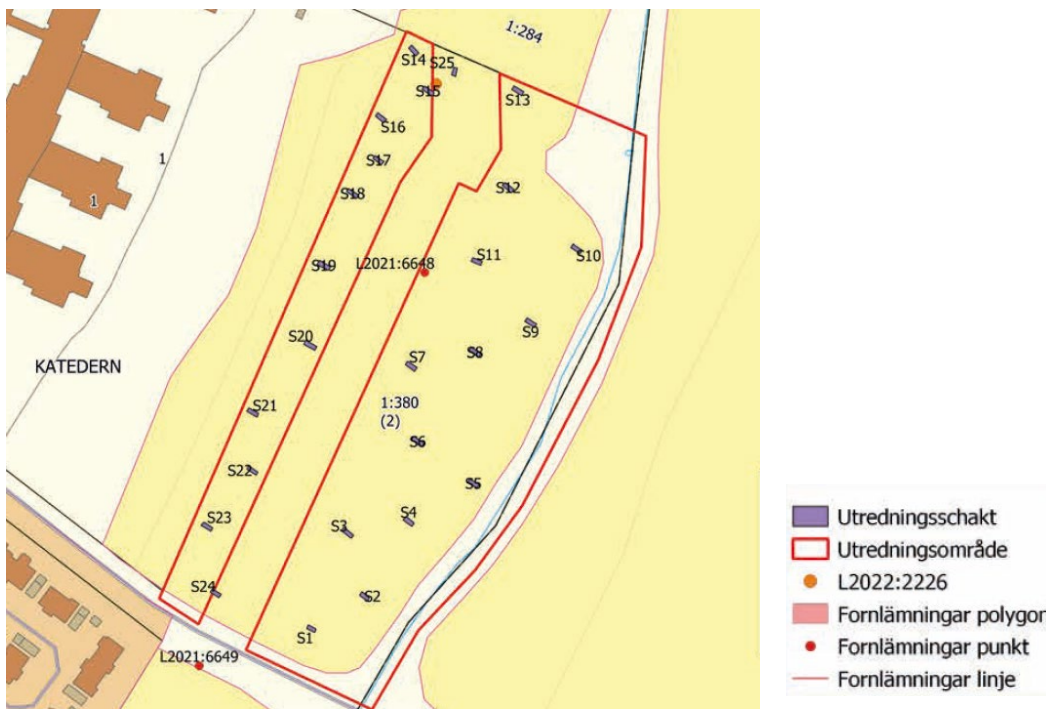 1:284
S14
S25
S15
S13
S16
1
S17
S12
S18
1
S11
S10
S19
L2021:6648
S9
S20
S8
S7
KATEDERN
1:380
(2)
S21
S6
S22
S5
S23
S4
S3
S24
S2
S1
L2021:6649
Utredningsschakt
Utredningsområde
L2022:2226
Fornlämningar polygon
Fornlämningar punkt
Fornlämningar linje